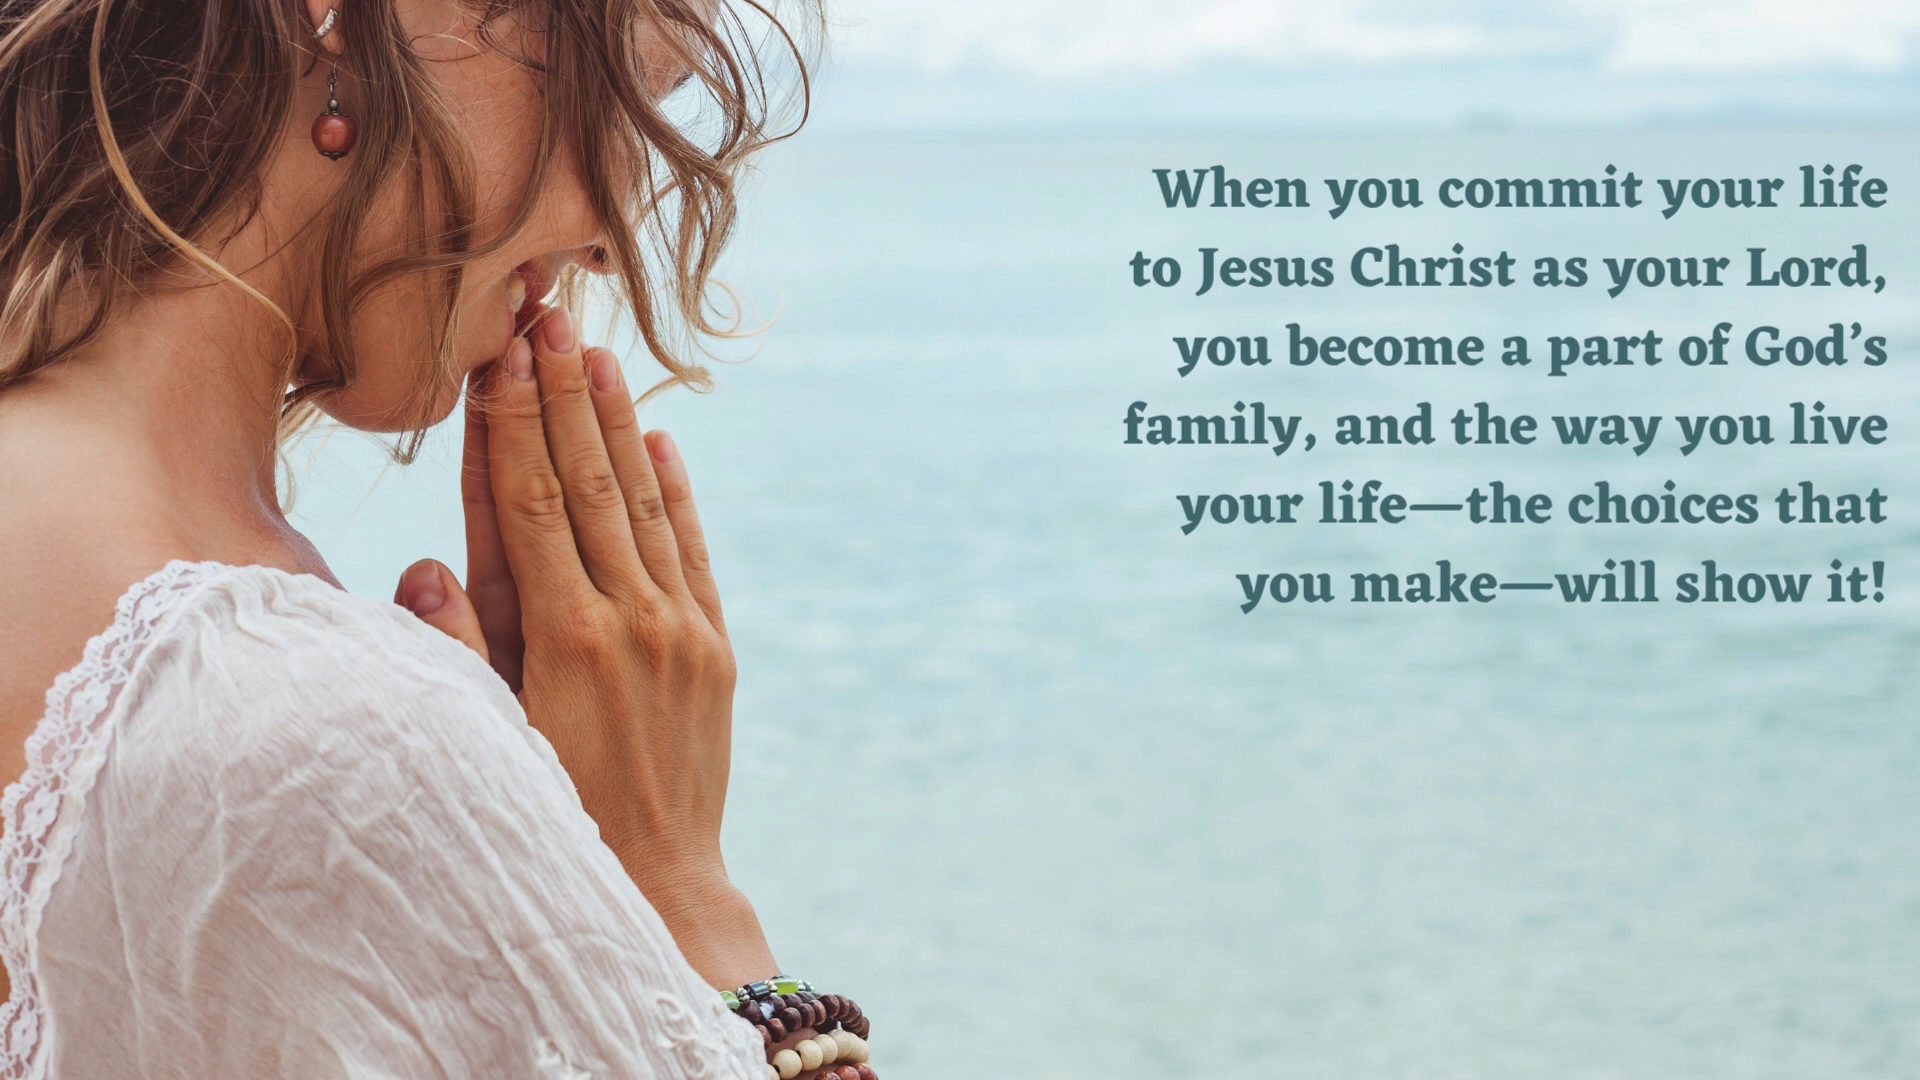 When you commit your life
to Jesus Christ as your Lord,
you become a part of God’s
family, and the way you live
your life—the choices that
you make—will show it!